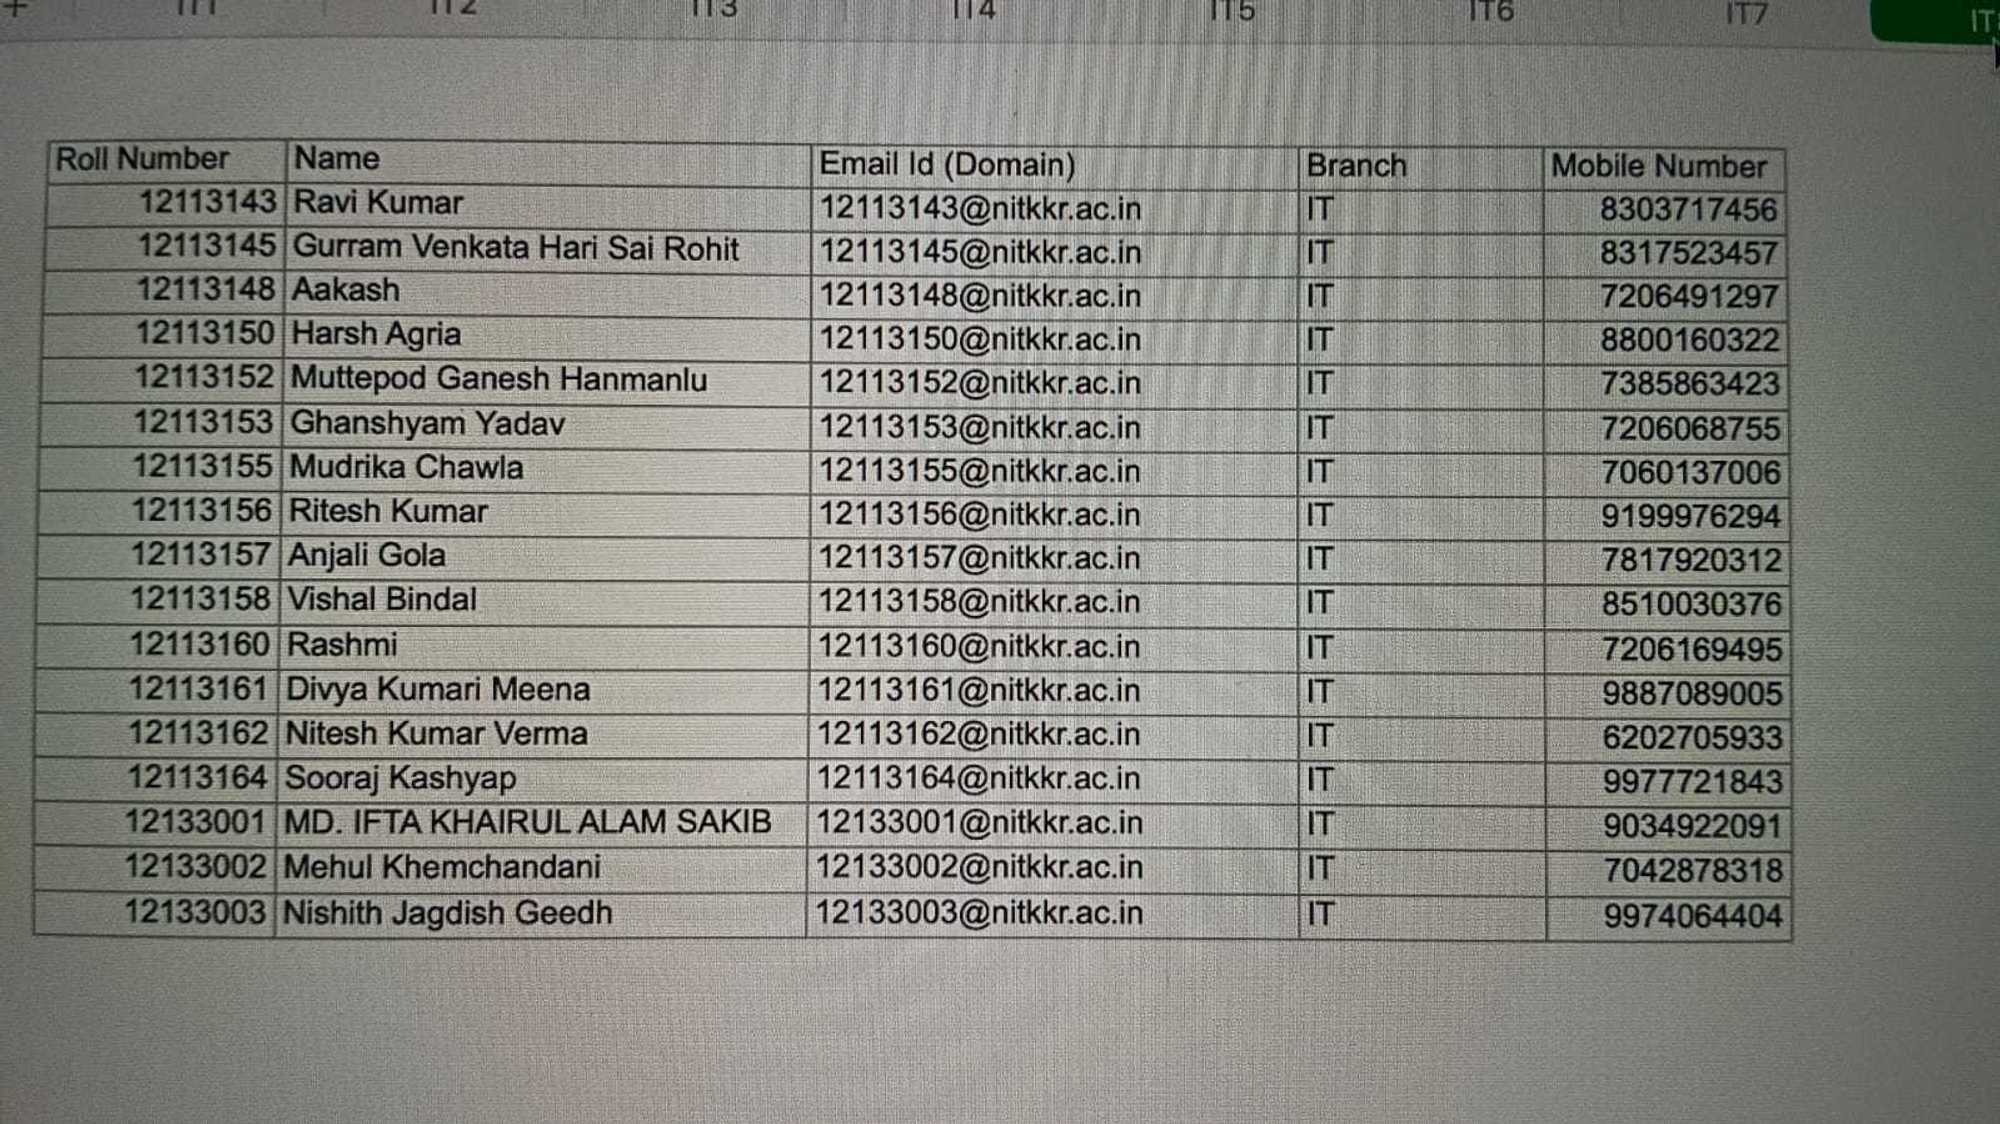 + IT1 IT2 IT3 IT4 IT5 IT6 IT7
Roll Number Name Email Id (Domain) Branch Mobile Number
12113143 Ravi Kumar 12113143@nitkkr.ac.in IT 8303717456
12113145 Gurram Venkata Hari Sai Rohit 12113145@nitkkr.ac.in IT 8317523457
12113148 Aakash 12113148@nitkkr.ac.in IT 7206491297
12113150 Harsh Agria 12113150@nitkkr.ac.in IT 8800160322
12113152 Muttepod Ganesh Hanmanlu 12113152@nitkkr.ac.in IT 7385863423
12113153 Ghanshyam Yadav 12113153@nitkkr.ac.in IT 7206068755
12113155 Mudrika Chawla 12113155@nitkkr.ac.in IT 7060137006
12113156 Ritesh Kumar 12113156@nitkkr.ac.in IT 9199976294
12113157 Anjali Gola 12113157@nitkkr.ac.in IT 7817920312
12113158 Vishal Bindal 12113158@nitkkr.ac.in IT 8510030376
12113160 Rashmi 12113160@nitkkr.ac.in IT 7206169495
12113161 Divya Kumari Meena 12113161@nitkkr.ac.in IT 9887089005
12113162 Nitesh Kumar Verma 12113162@nitkkr.ac.in IT 6202705933
12113164 Sooraj Kashyap 12113164@nitkkr.ac.in IT 9977721843
12133001 MD. IFTA KHAIRUL ALAM SAKIB 12133001@nitkkr.ac.in IT 9034922091
12133002 Mehul Khemchandani 12133002@nitkkr.ac.in IT 7042878318
12133003 Nishith Jagdish Geedh 12133003@nitkkr.ac.in IT 9974064404